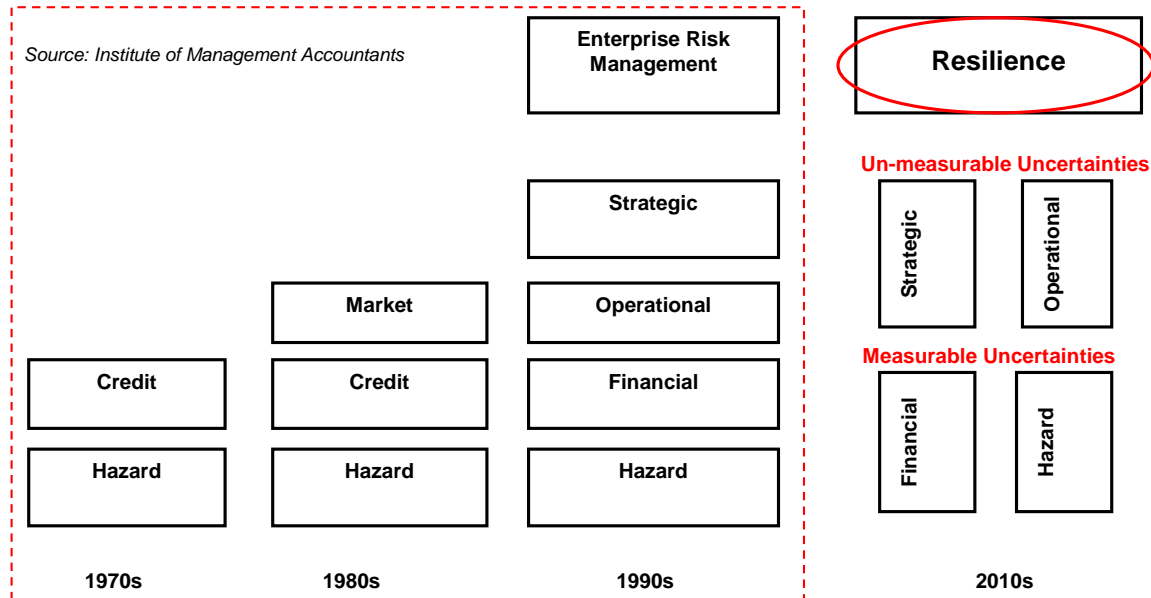 Source: Institute of Management Accountants
Enterprise Risk
Management
Resilience
Un-measurable Uncertainties
Strategic
Strategic
Operational
Market
Operational
Measurable Uncertainties
Credit
Credit
Financial
Financial
Hazard
Hazard
Hazard
Hazard
1970s
1980s
1990s
2010s